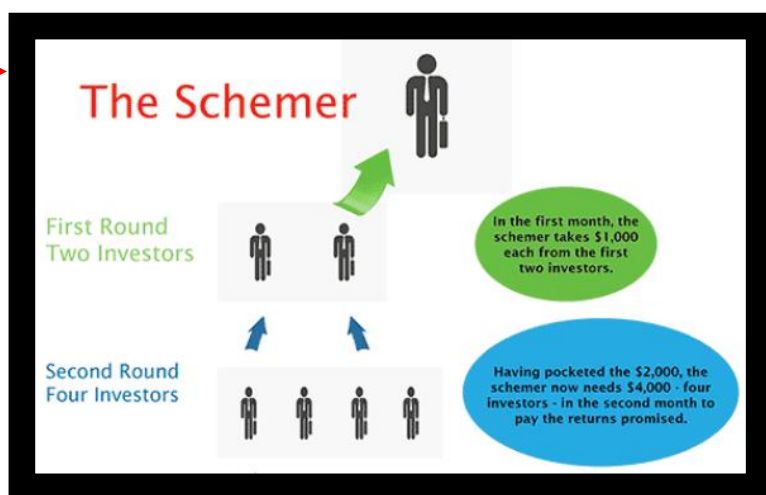 The Schemer
First Round
Two Investors
In the first month, the
schemer takes $1,000
each from the first
two investors.
Second Round
Four Investors
Having pocketed the $2,000, the
schemer now needs $4,000 - four
investors - in the second month to
pay the returns promised.